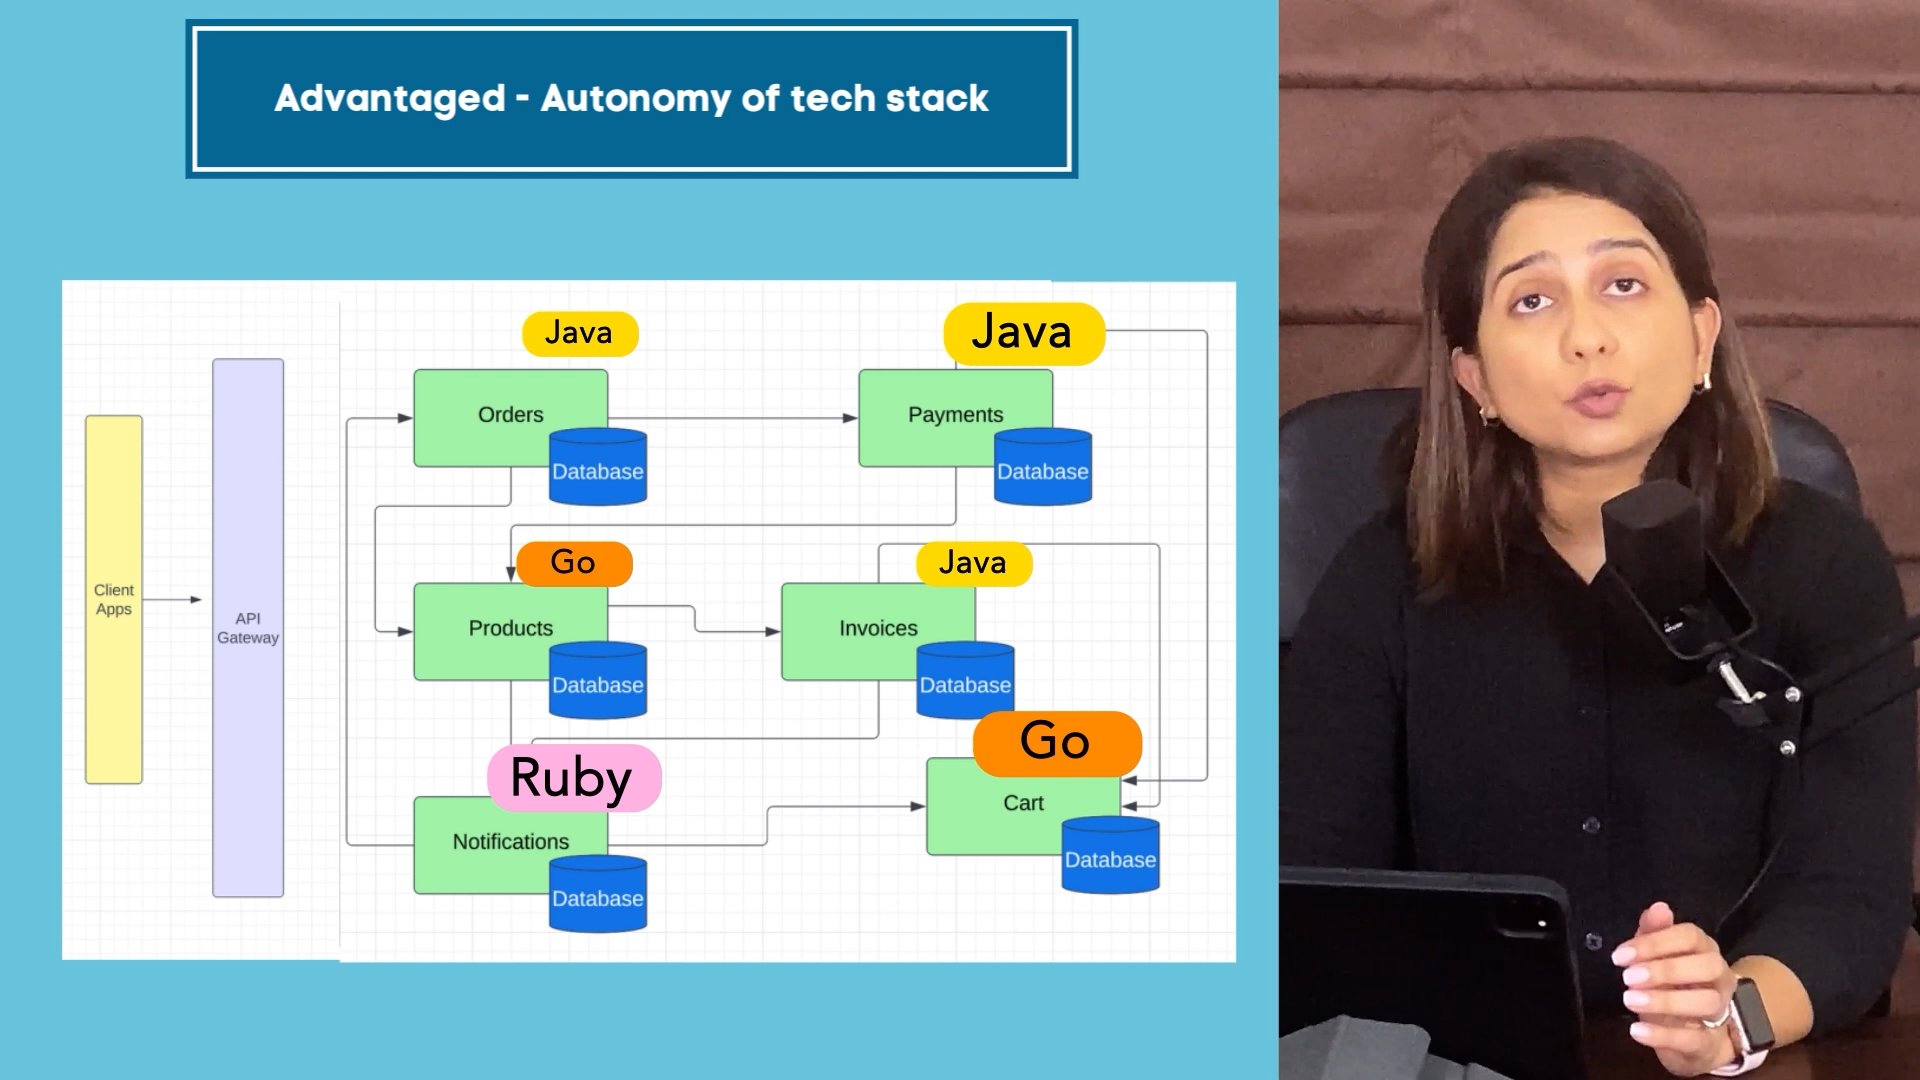 Advantaged - Autonomy of tech stack
Java
Java
Orders
Payments
Database
Database
Go
Java
Client
Apps
API
Gateway
Products
Invoices
Database
Database
Go
Ruby
Cart
Notifications
Database
Database